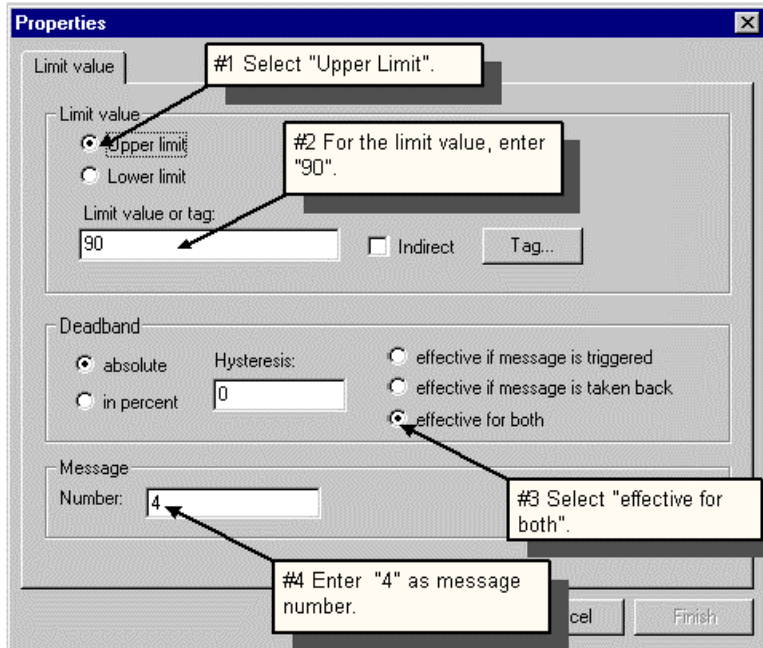 Properties
Limit value
#1 Select "Upper Limit".
Limit value
Upper limit
#2 For the limit value, enter
"90".
Lower limit
Limit value or tag:
90
Indirect
Tag...
Deadband
absolute
Hysteresis:
effective if message is triggered
in percent
0
effective if message is taken back
effective for both
Message
Number:
4
#3 Select "effective for
both".
#4 Enter "4" as message
number.
cel
Finish